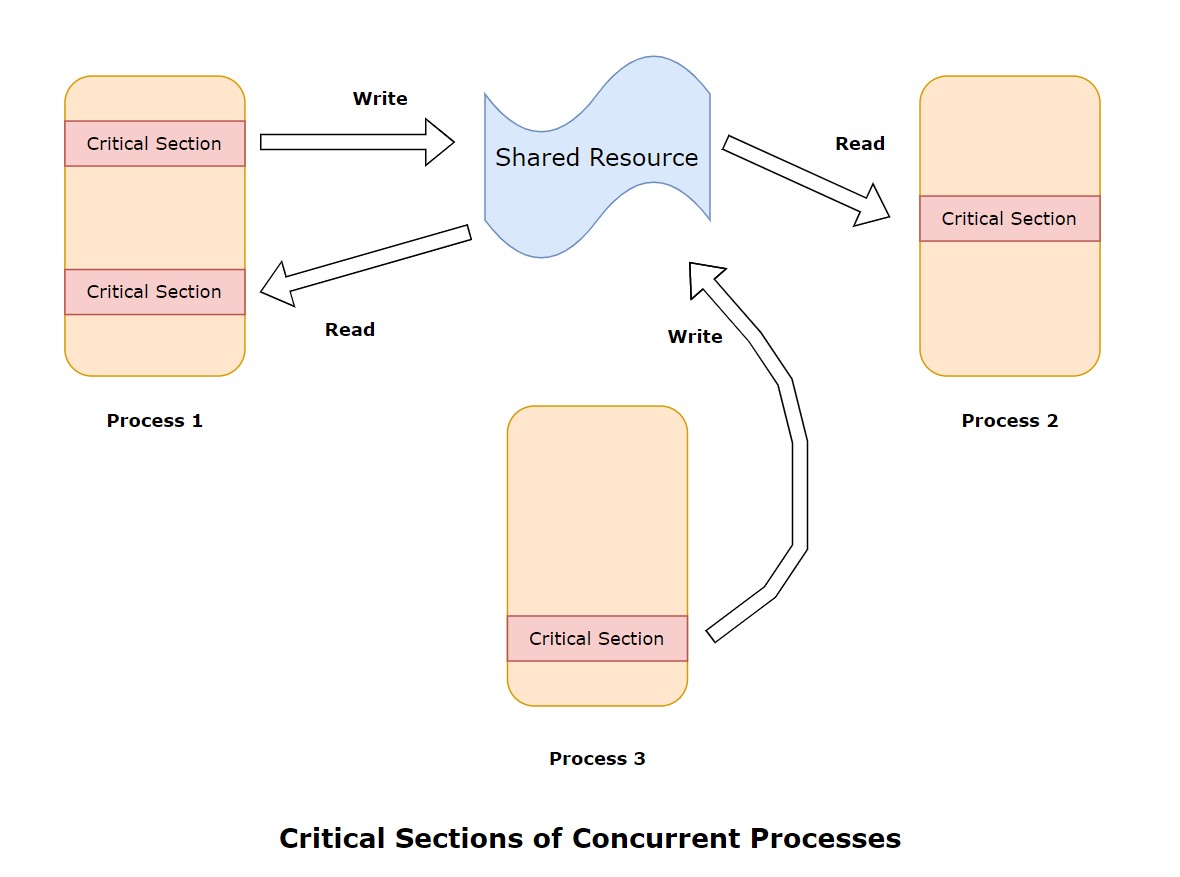 Write
Critical Section
Shared Resource
Read
Critical Section
Critical Section
Read
Write
Process 1
Process 2
Critical Section
Process 3
Critical Sections of Concurrent Processes